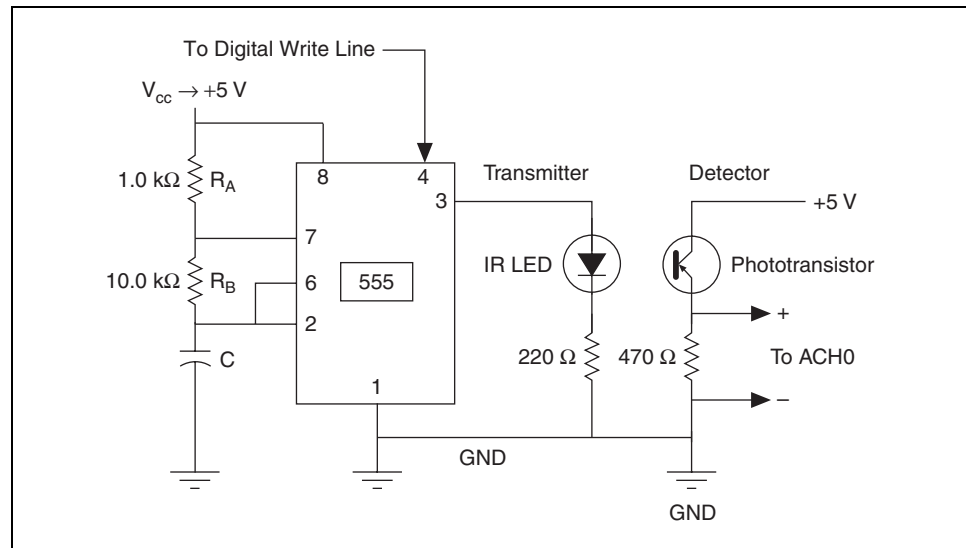 To Digital Write Line
Vcc → +5 V
1.0 kΩ RA
8
4
Transmitter
Detector
3
+5 V
7
10.0 kΩ RB
6
555
IR LED
Phototransistor
2
+
C
220 Ω
470 Ω
To ACH0
1
−
GND
GND